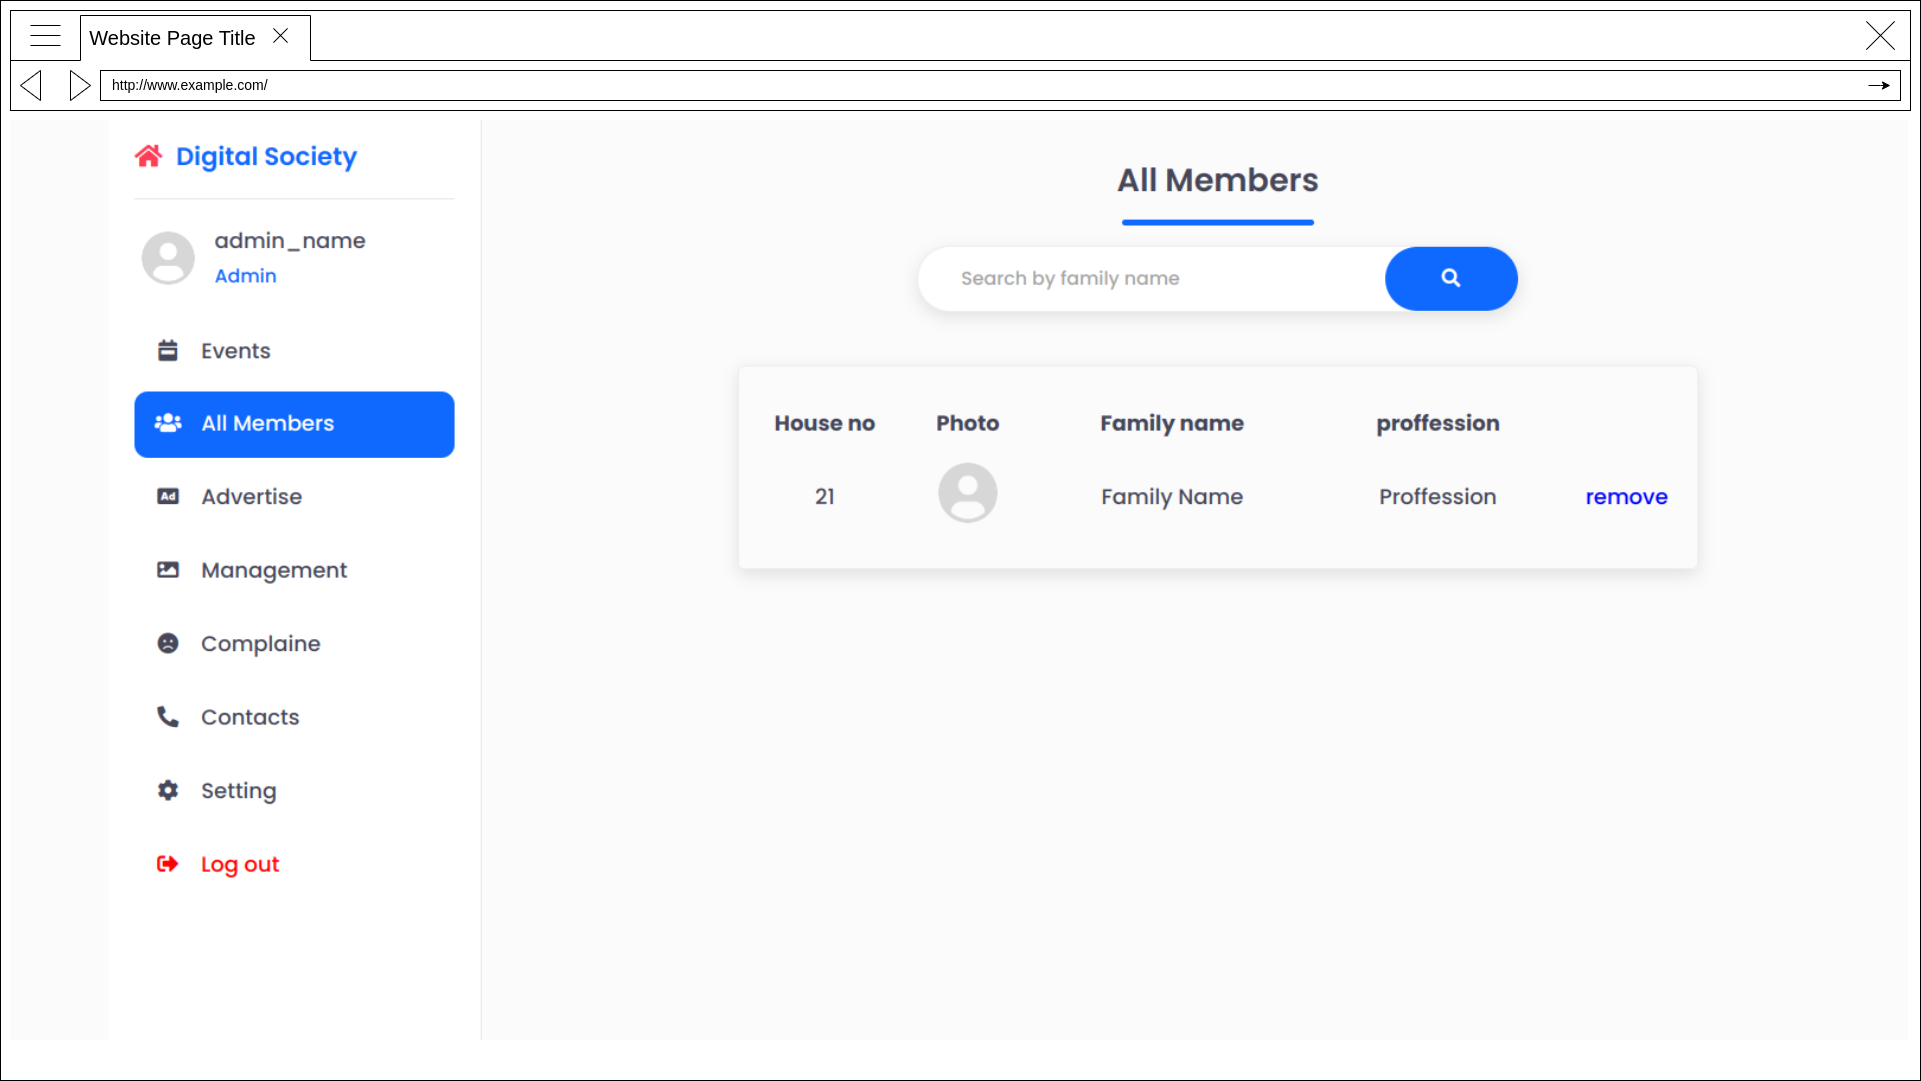 Website Page Title
http://www.example.com/
Digital Society
admin_name
Admin
Events
All Members
Ad Advertise
Management
Complaine
Contacts
Setting
Log out
All Members
Search by family name
House no Photo Family name proffession
21 Family Name Proffession remove